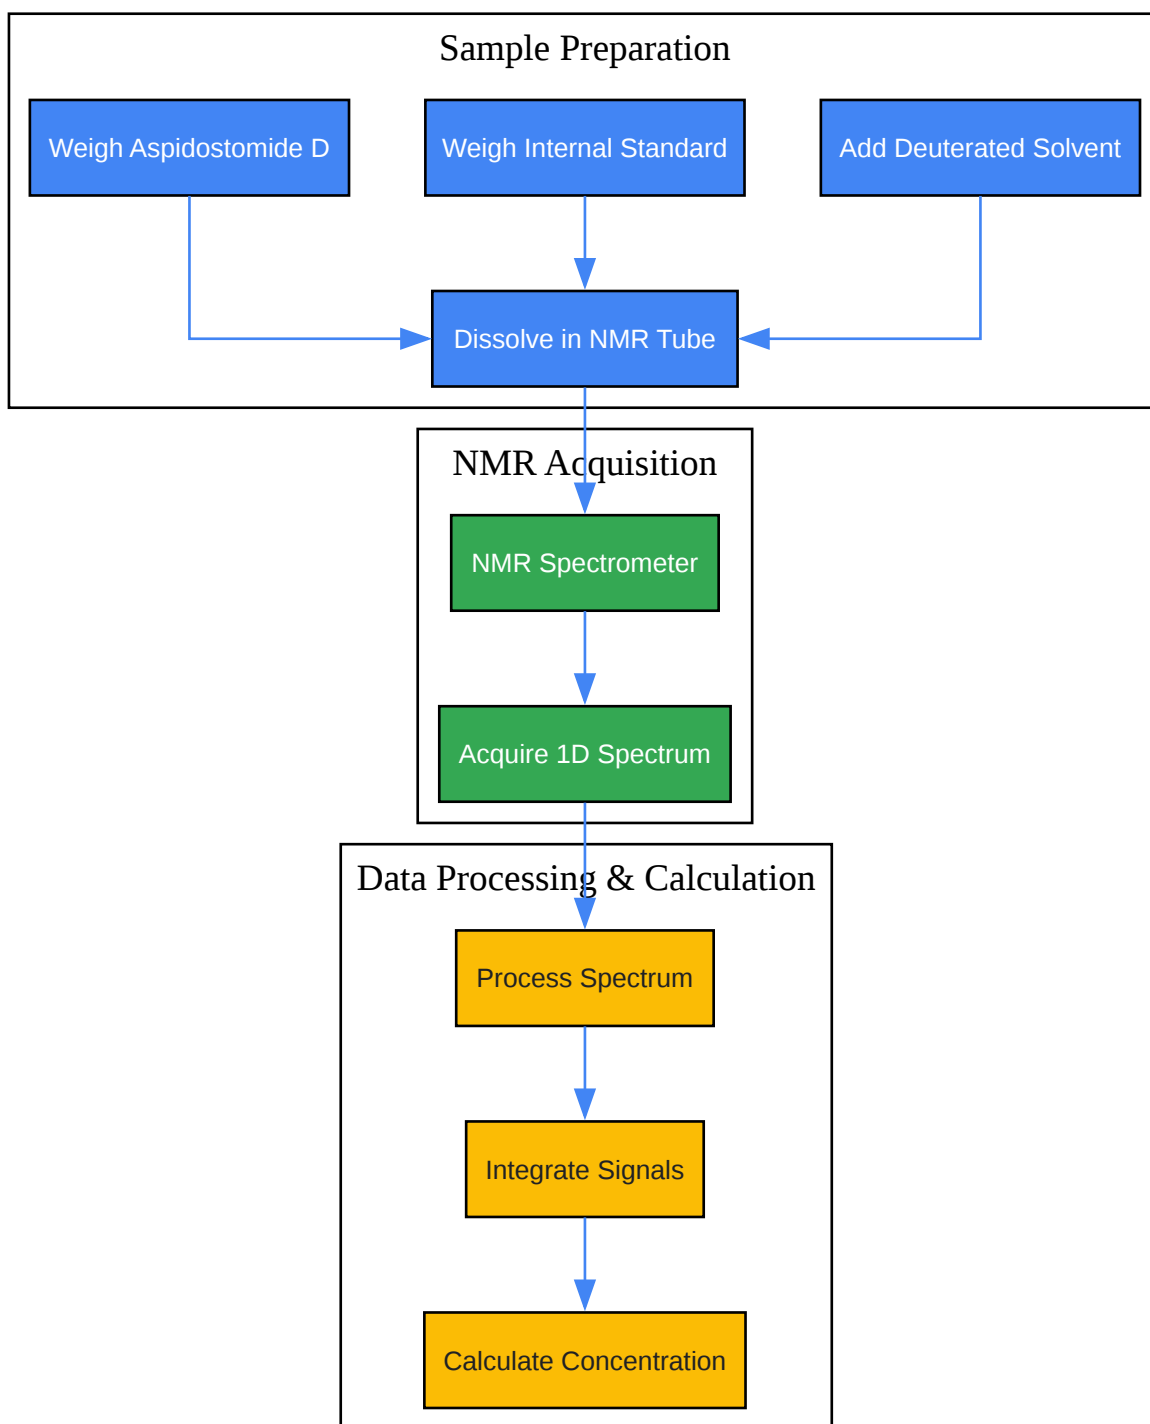 Sample Preparation
Weigh Aspidostomide D
Weigh Internal Standard
Add Deuterated Solvent
Dissolve in NMR Tube
NMR Acquisition
NMR Spectrometer
Acquire 1D Spectrum
Data Processing & Calculation
Process Spectrum
Integrate Signals
Calculate Concentration